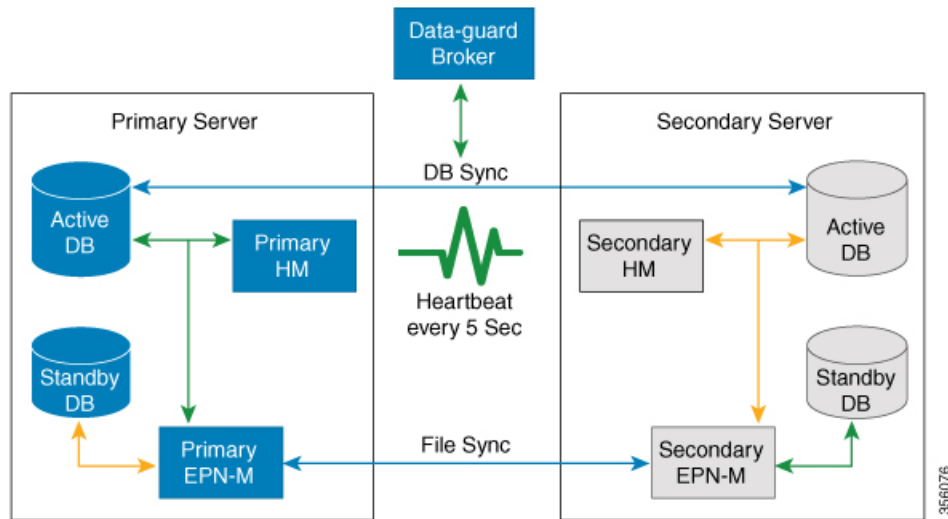 Data-guard
Broker
Primary Server
Secondary Server
DB Sync
Active
DB
Primary
HM
Secondary
HM
Active
DB
Heartbeat
every 5 Sec
Standby
DB
Standby
DB
Primary
EPN-M
File Sync
Secondary
EPN-M
356076